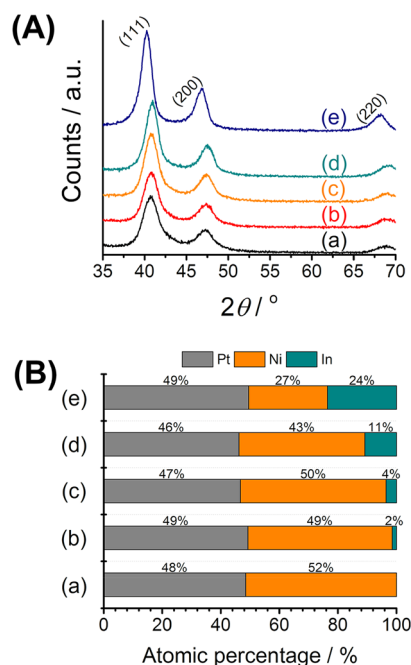 (A)
(111)
(200)
(220)
(e)
(d)
(c)
(b)
(a)
Counts / a.u.
35 40 45 50 55 60 65 70
2θ / °
(B)
Pt Ni In
(e) 49% 27% 24%
(d) 46% 43% 11%
(c) 47% 50% 4%
(b) 49% 49% 2%
(a) 48% 52%
0 20 40 60 80 100
Atomic percentage / %